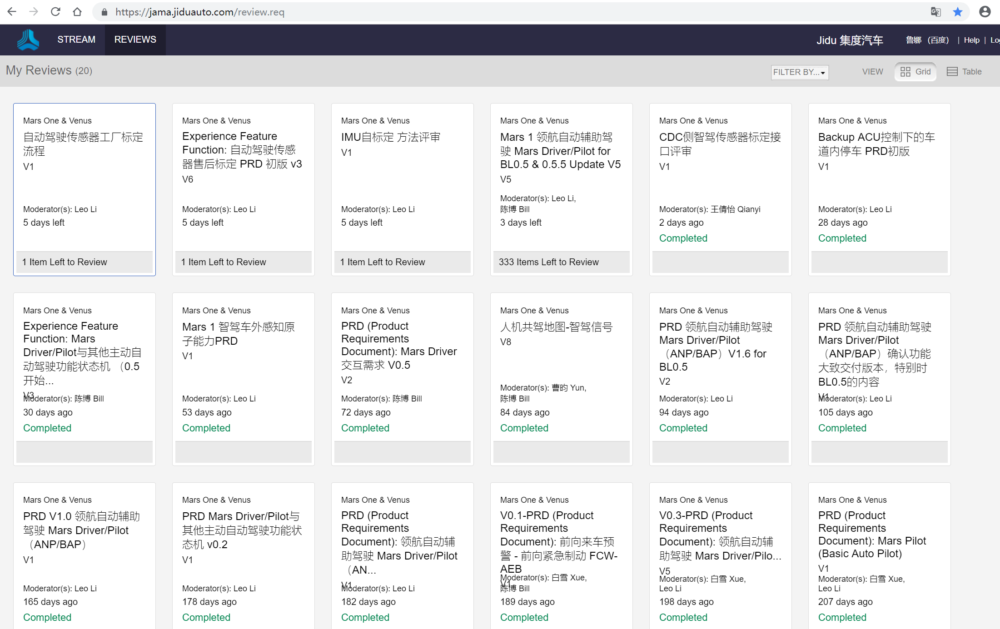 https://jama.jiduauto.com/review.req
STREAM
REVIEWS
Jidu 集度汽车
鲁娜 （百度） | Help | Log
My Reviews (20)
FILTER BY...
VIEW
Grid
Table
Mars One & Venus
自动驾驶传感器工厂标定
流程
V1
Moderator(s): Leo Li
5 days left
1 Item Left to Review
Mars One & Venus
Experience Feature
Function: 自动驾驶传感
器售后标定 PRD 初版 v3
V6
Moderator(s): Leo Li
5 days left
1 Item Left to Review
Mars One & Venus
IMU自标定 方法评审
V1
Moderator(s): Leo Li
5 days left
1 Item Left to Review
Mars One & Venus
Mars 1 领航自动辅助驾
驶 Mars Driver/Pilot for
BL0.5 & 0.5.5 Update V5
V5
Moderator(s): Leo Li,
陈博 Bill
3 days left
333 Items Left to Review
Mars One & Venus
CDC侧智驾传感器标定接
口评审
V1
Moderator(s): 王倩怡 Qianyi
2 days ago
Completed
Mars One & Venus
Backup ACU控制下的车
道内停车 PRD初版
V1
Moderator(s): Leo Li
28 days ago
Completed
Mars One & Venus
Experience Feature
Function: Mars
Driver/Pilot与其他主动自
动驾驶功能状态机 （0.5
开始...
V3
Moderator(s): 陈博 Bill
30 days ago
Completed
Mars One & Venus
Mars 1 智驾车外感知原
子能力PRD
V1
Moderator(s): Leo Li
53 days ago
Completed
Mars One & Venus
PRD (Product
Requirements
Document): Mars Driver
交互需求 V0.5
V2
Moderator(s): 陈博 Bill
72 days ago
Completed
Mars One & Venus
人机共驾地图-智驾信号
V8
Moderator(s): 曹昀 Yun,
陈博 Bill
84 days ago
Completed
Mars One & Venus
PRD 领航自动辅助驾驶
Mars Driver/Pilot
（ANP/BAP）V1.6 for
BL0.5
V2
Moderator(s): Leo Li
94 days ago
Completed
Mars One & Venus
PRD 领航自动辅助驾驶
Mars Driver/Pilot
（ANP/BAP）确认功能
大致交付版本，特别时
BL0.5的内容
V1
Moderator(s): Leo Li
105 days ago
Completed
Mars One & Venus
PRD V1.0 领航自动辅助
驾驶 Mars Driver/Pilot
（ANP/BAP）
V1
Moderator(s): Leo Li
165 days ago
Completed
Mars One & Venus
PRD Mars Driver/Pilot与
其他主动自动驾驶功能状
态机 v0.2
V1
Moderator(s): Leo Li
178 days ago
Completed
Mars One & Venus
PRD (Product
Requirements
Document): 领航自动辅
助驾驶 Mars Driver/Pilot
（AN...
V1
Moderator(s): Leo Li
182 days ago
Completed
Mars One & Venus
V0.1-PRD (Product
Requirements
Document): 前向来车预
警 - 前向紧急制动 FCW-
AEB
V1
Moderator(s): 白雪 Xue,
陈博 Bill
189 days ago
Completed
Mars One & Venus
V0.3-PRD (Product
Requirements
Document): 领航自动辅
助驾驶 Mars Driver/Pilo...
V5
Moderator(s): 白雪 Xue,
Leo Li
198 days ago
Completed
Mars One & Venus
PRD (Product
Requirements
Document): Mars Pilot
(Basic Auto Pilot)
V1
Moderator(s): 白雪 Xue,
Leo Li
207 days ago
Completed